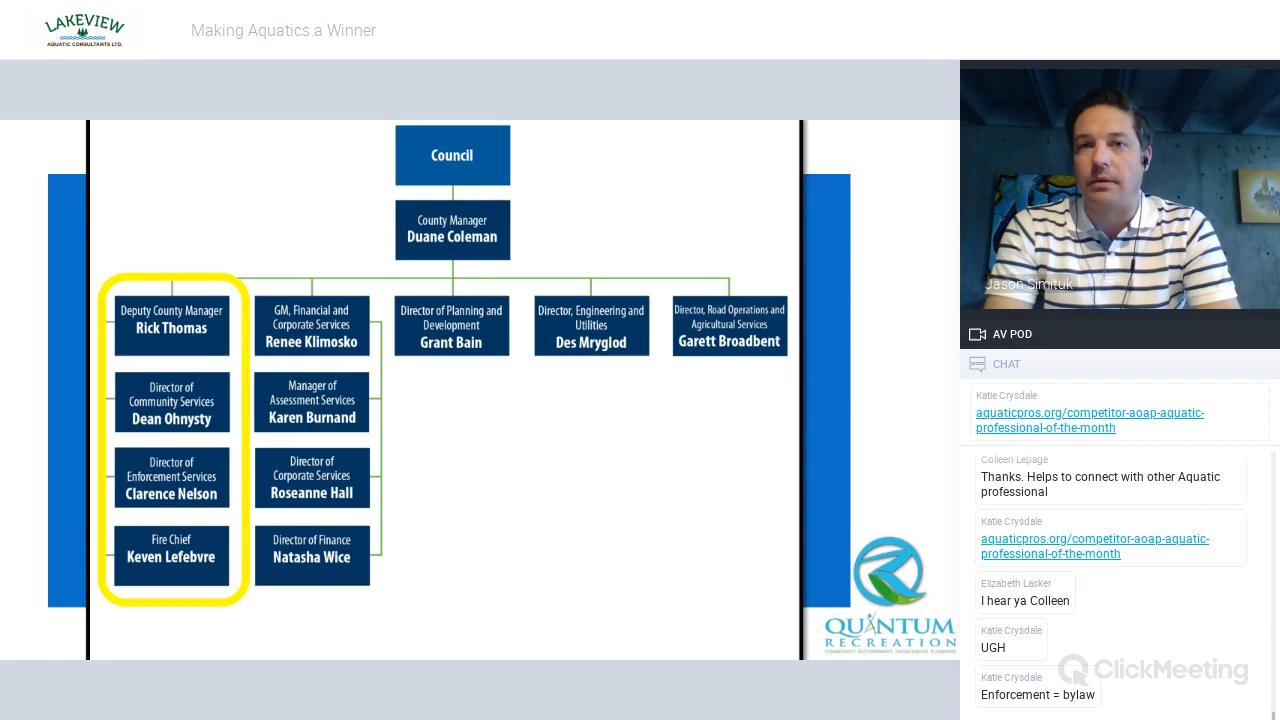 LAKEVIEW
AQUATIC CONSULTANTS LTD.
Making Aquatics a Winner
Council
County Manager
Duane Coleman
Deputy County Manager
Rick Thomas
GM, Financial and
Corporate Services
Renee Klimosko
Director of Planning and
Development
Grant Bain
Director, Engineering and
Utilities
Des Mryglod
Director, Road Operations and
Agricultural Services
Garett Broadbent
Director of
Community Services
Dean Ohnysty
Manager of
Assessment Services
Karen Burnand
Director of
Enforcement Services
Clarence Nelson
Director of
Corporate Services
Roseanne Hall
Fire Chief
Keven Lefebvre
Director of Finance
Natasha Wice
QUANTUM
RECREATION
COMMUNITY DEVELOPMENT, ENGAGEMENT, PLANNING
Jason Simituk
AV POD
CHAT
Katie Crysdale
aquaticpros.org/competitor-aoap-aquatic-
professional-of-the-month
Colleen Lepage
Thanks. Helps to connect with other Aquatic
professional
Katie Crysdale
aquaticpros.org/competitor-aoap-aquatic-
professional-of-the-month
Elizabeth Lasker
I hear ya Colleen
Katie Crysdale
UGH
Katie Crysdale
Enforcement = bylaw
ClickMeeting